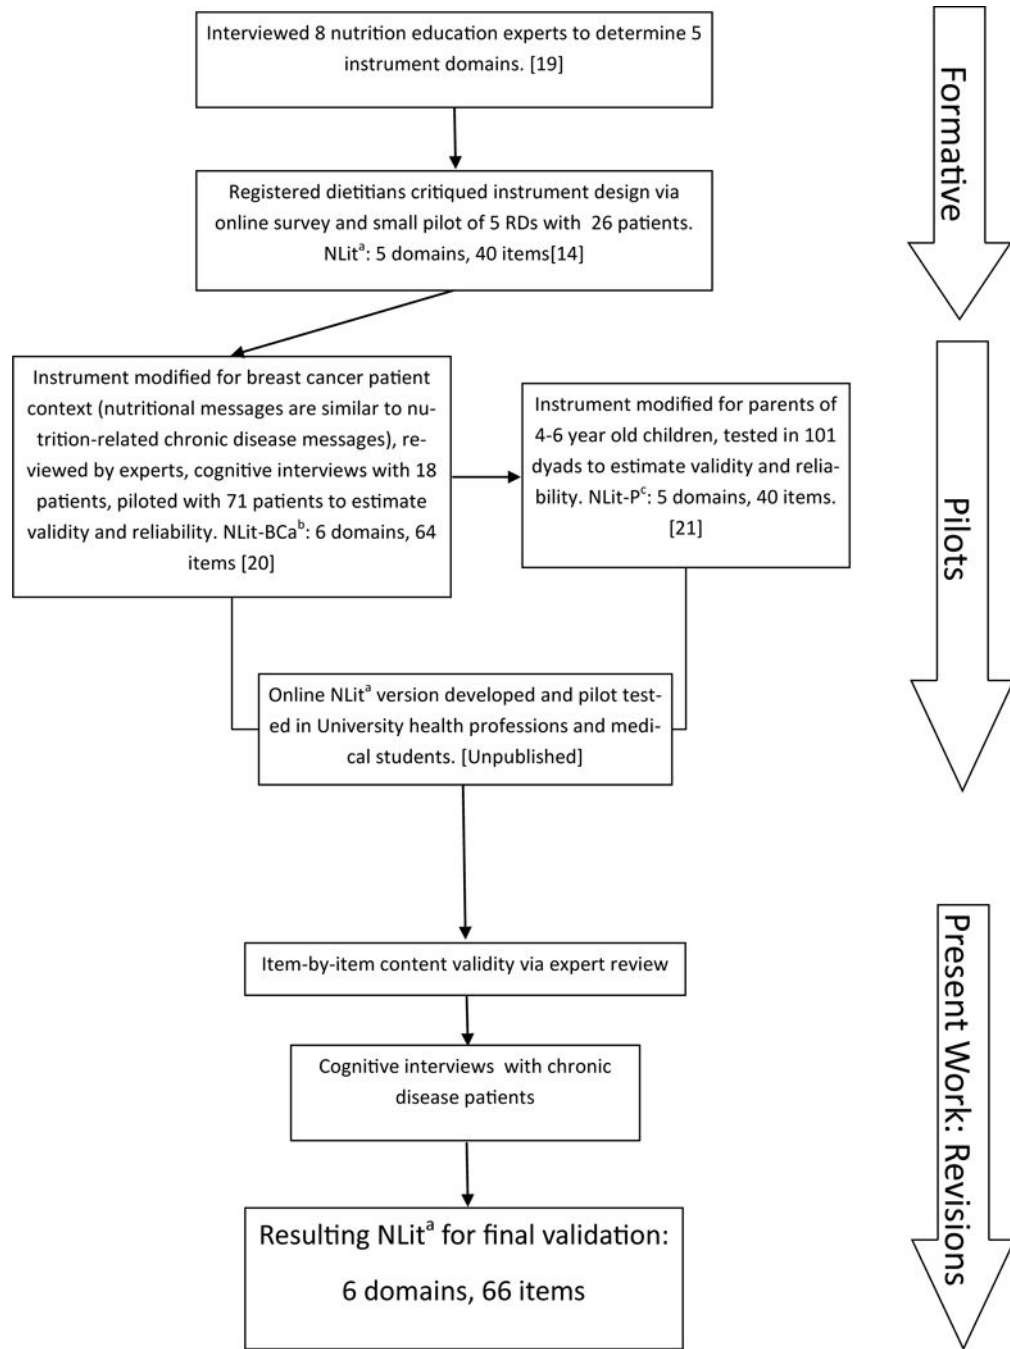 Interviewed 8 nutrition education experts to determine 5
instrument domains. [19]
Formative
Registered dietitians critiqued instrument design via
online survey and small pilot of 5 RDs with  26 patients.
NLitᵃ: 5 domains, 40 items[14]
Instrument modified for breast cancer patient
context (nutritional messages are similar to nu-
trition-related chronic disease messages), re-
viewed by experts, cognitive interviews with 18
patients, piloted with 71 patients to estimate
validity and reliability. NLit-BCaᵇ: 6 domains, 64
items [20]
Instrument modified for parents of
4-6 year old children, tested in 101
dyads to estimate validity and relia-
bility. NLit-Pᶜ: 5 domains, 40 items.
[21]
Pilots
Online NLitᵃ version developed and pilot test-
ed in University health professions and medi-
cal students. [Unpublished]
Item-by-item content validity via expert review
Cognitive interviews  with chronic
disease patients
Present Work: Revisions
Resulting NLitᵃ for final validation:
6 domains, 66 items